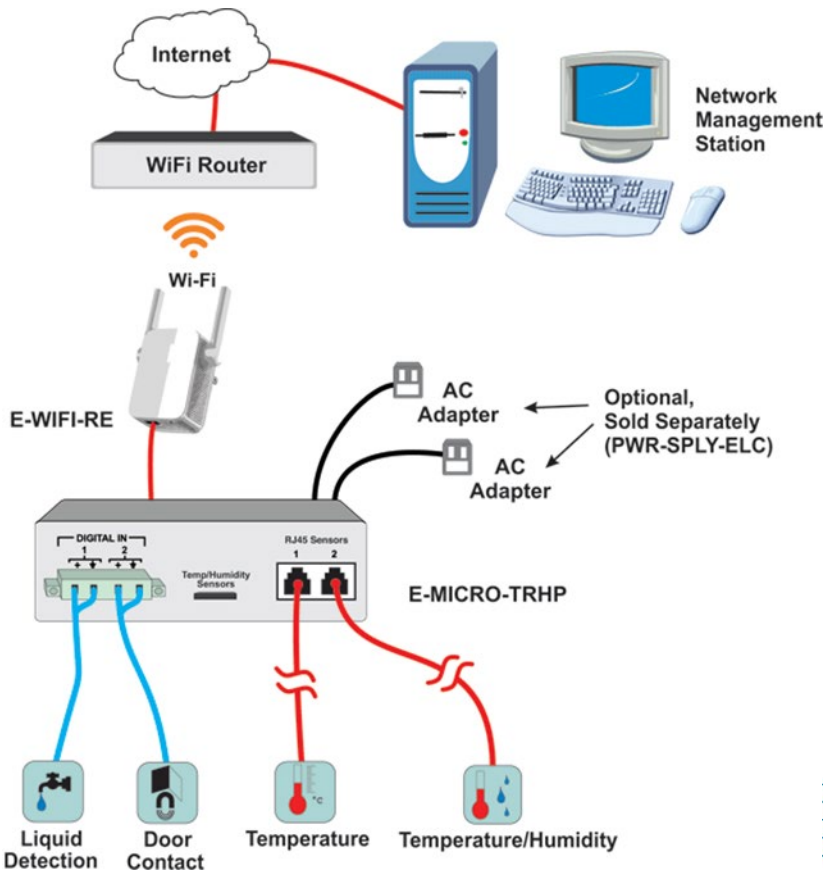 Internet
WiFi Router
Network
Management
Station
Wi-Fi
E-WIFI-RE
AC
Adapter
AC
Adapter
Optional,
Sold Separately
(PWR-SPLY-ELC)
DIGITAL IN
1 2
+ +
Temp/Humidity
Sensors
RJ45 Sensors
1 2
E-MICRO-TRHP
°C
Liquid
Detection
Door
Contact
Temperature
Temperature/Humidity